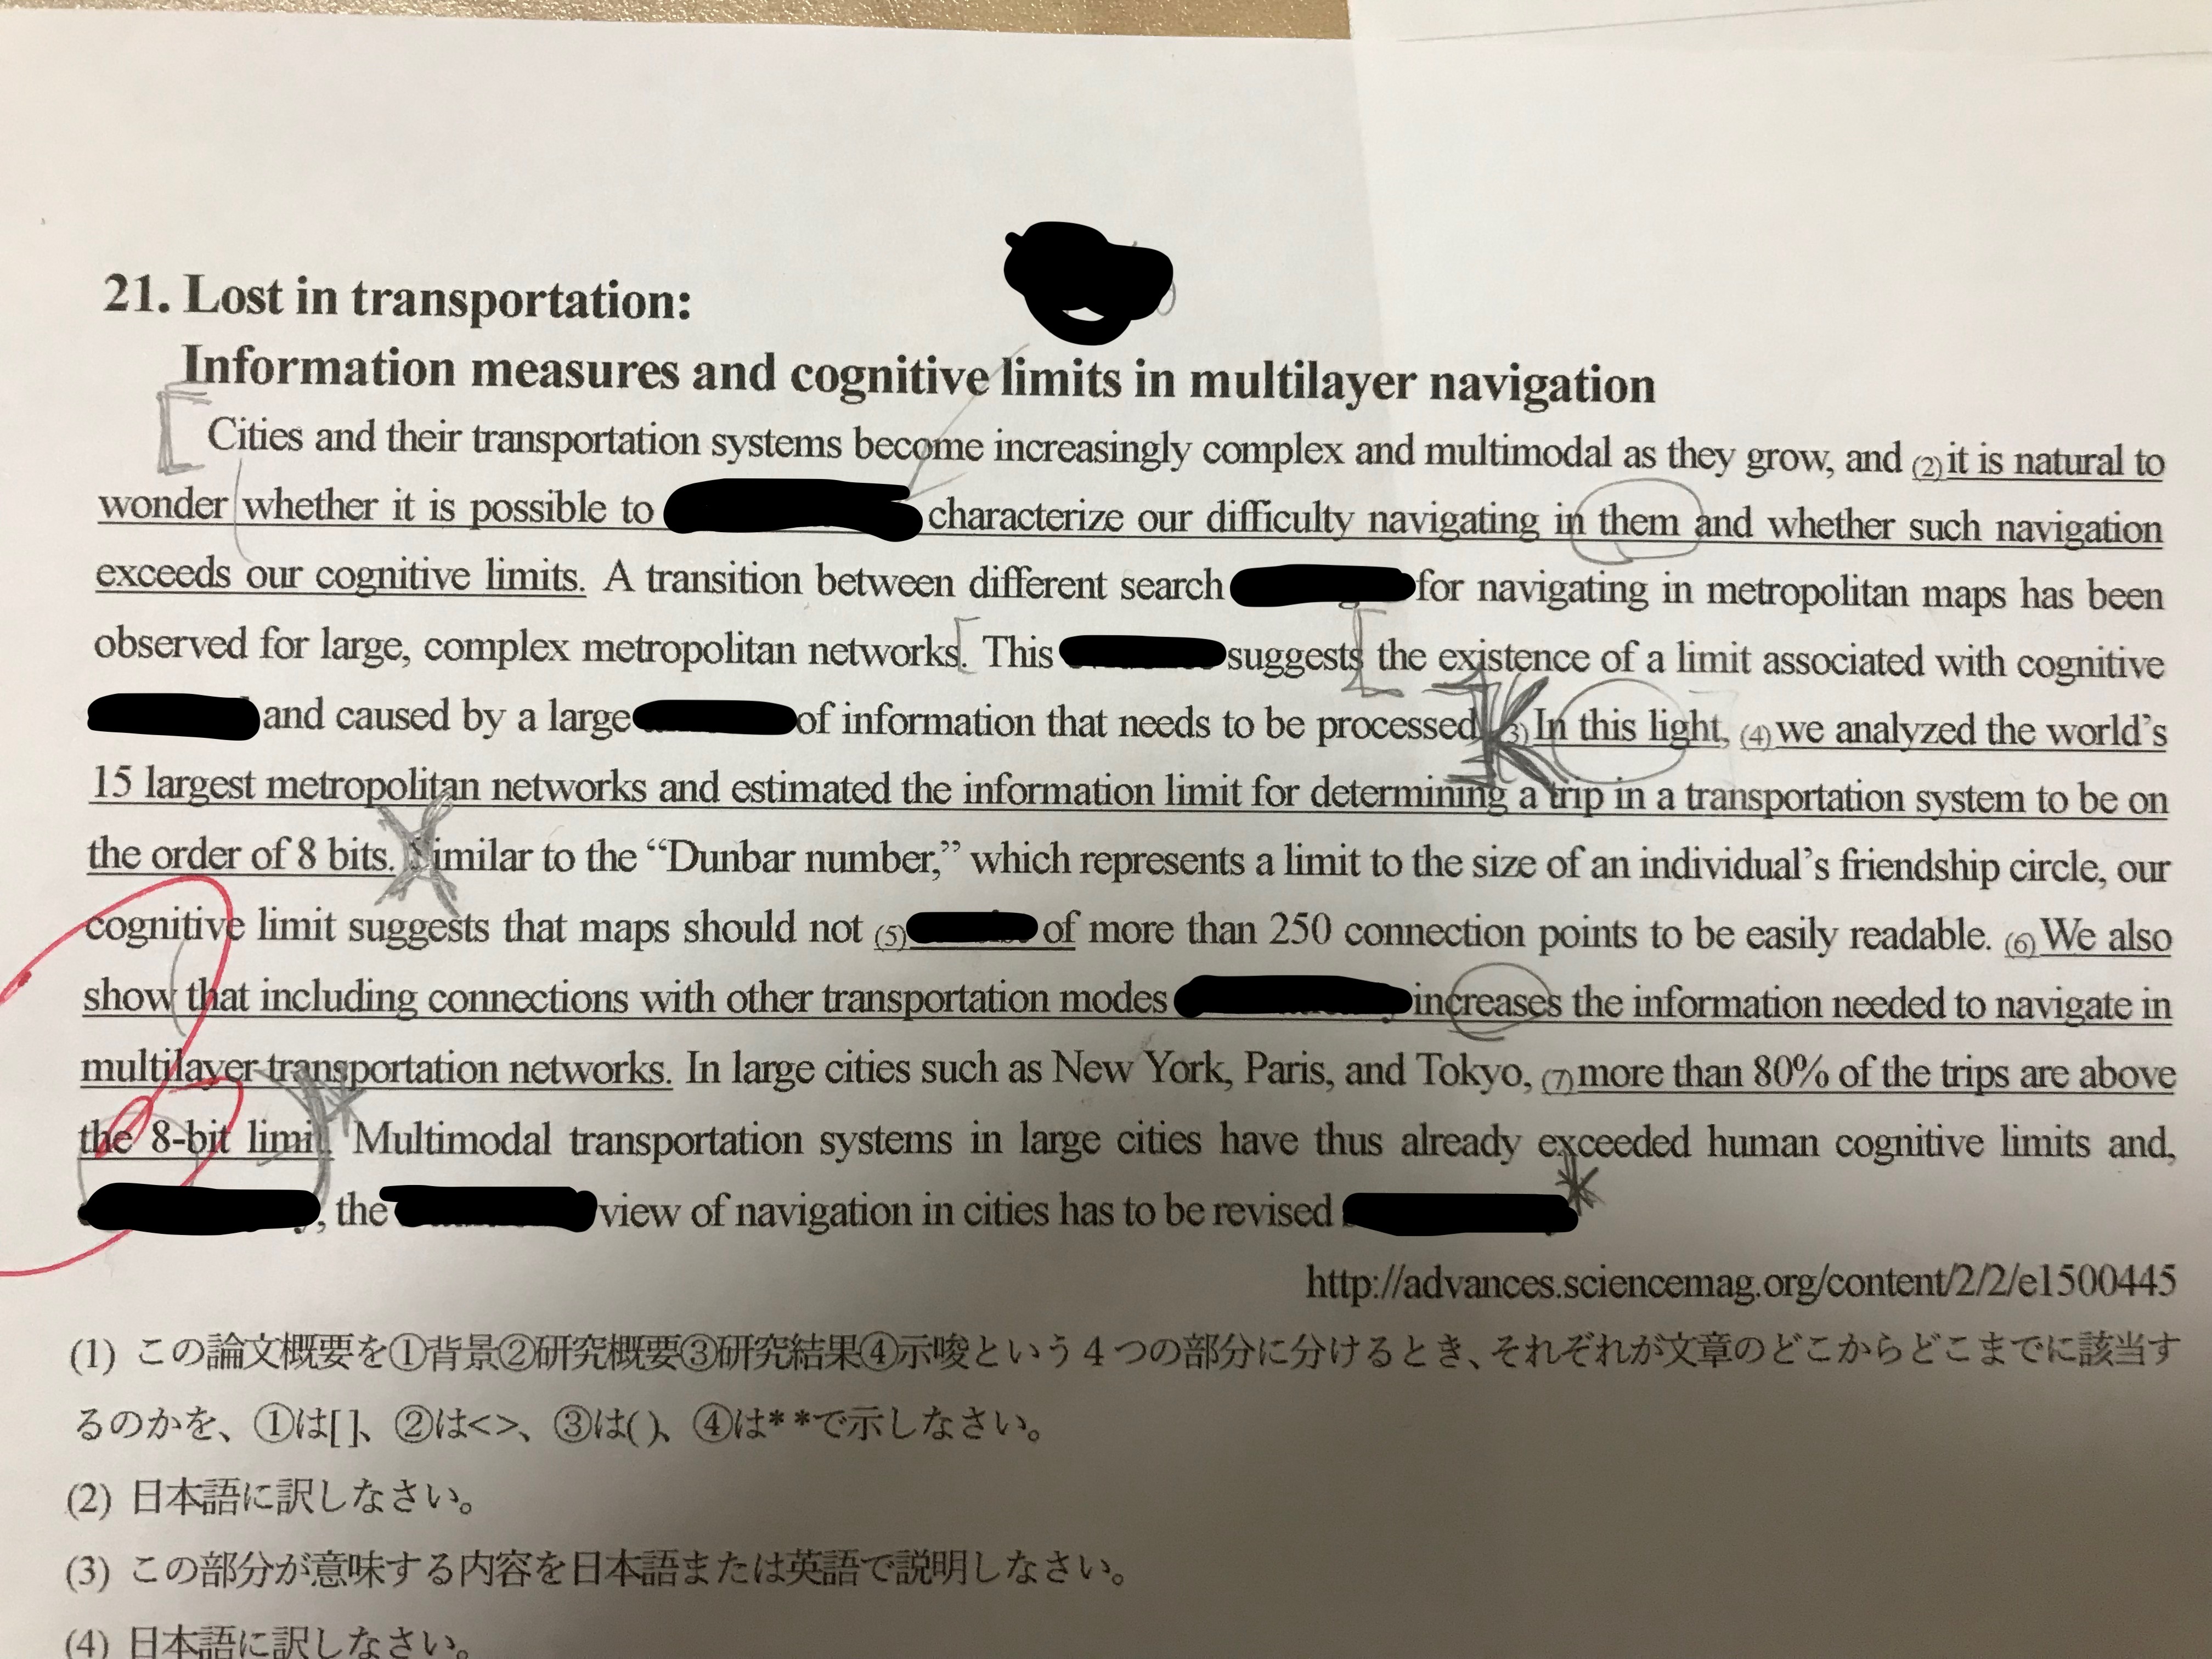 21. Lost in transportation:
Information measures and cognitive limits in multilayer navigation
Cities and their transportation systems become increasingly complex and multimodal as they grow, and (2)it is natural to
wonder whether it is possible to characterize our difficulty navigating in them and whether such navigation
exceeds our cognitive limits. A transition between different search for navigating in metropolitan maps has been
observed for large, complex metropolitan networks. This suggests the existence of a limit associated with cognitive
and caused by a large of information that needs to be processed (3)In this light, (4)we analyzed the world's
15 largest metropolitan networks and estimated the information limit for determining a trip in a transportation system to be on
the order of 8 bits. Similar to the “Dunbar number,” which represents a limit to the size of an individual's friendship circle, our
cognitive limit suggests that maps should not (5) of more than 250 connection points to be easily readable. (6)We also
show that including connections with other transportation modes increases the information needed to navigate in
multilayer transportation networks. In large cities such as New York, Paris, and Tokyo, (7)more than 80% of the trips are above
the 8-bit limit. Multimodal transportation systems in large cities have thus already exceeded human cognitive limits and,
, the view of navigation in cities has to be revised
http://advances.sciencemag.org/content/2/2/e1500445
(1) この論文概要を①背景②研究概要③研究結果④示唆という４つの部分に分けるとき、それぞれが文章のどこからどこまでに該当す
るのかを、①は[ ]、②は< >、③は( )、④は* *で示しなさい。
(2) 日本語に訳しなさい。
(3) この部分が意味する内容を日本語または英語で説明しなさい。
(4) 日本語に訳しなさい。